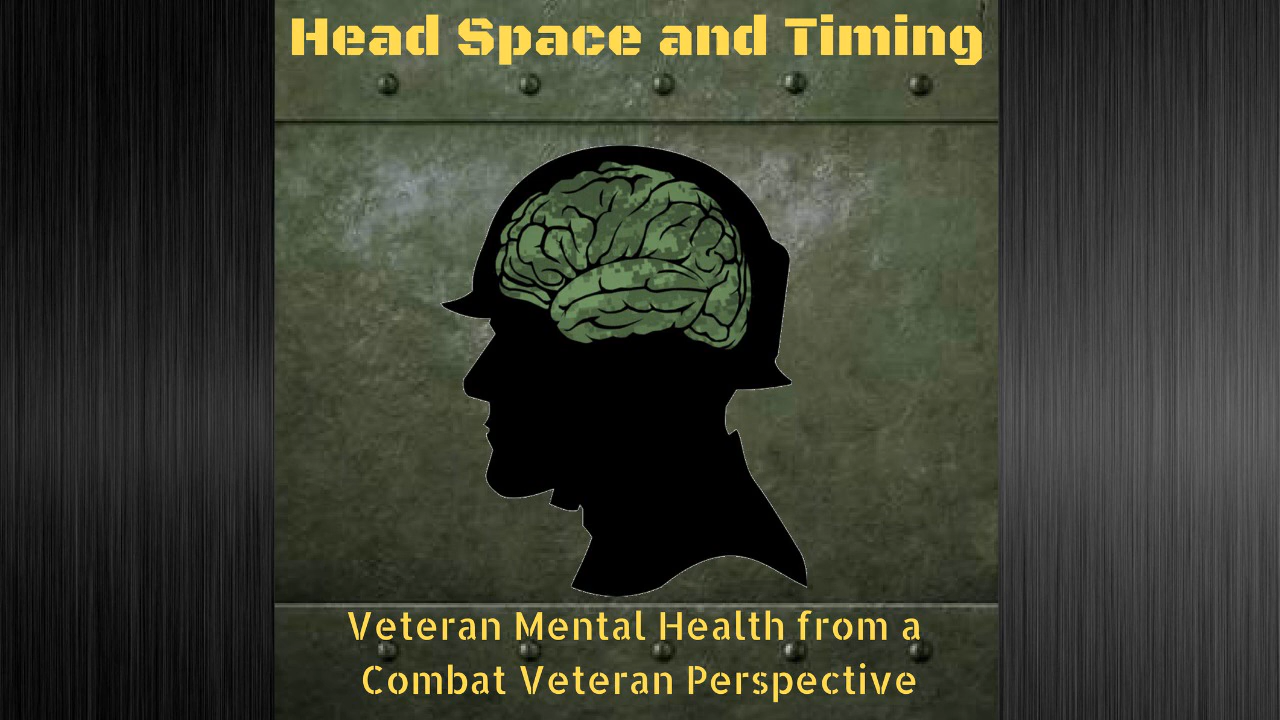 Head Space and Timing
Veteran Mental Health from a
Combat Veteran Perspective